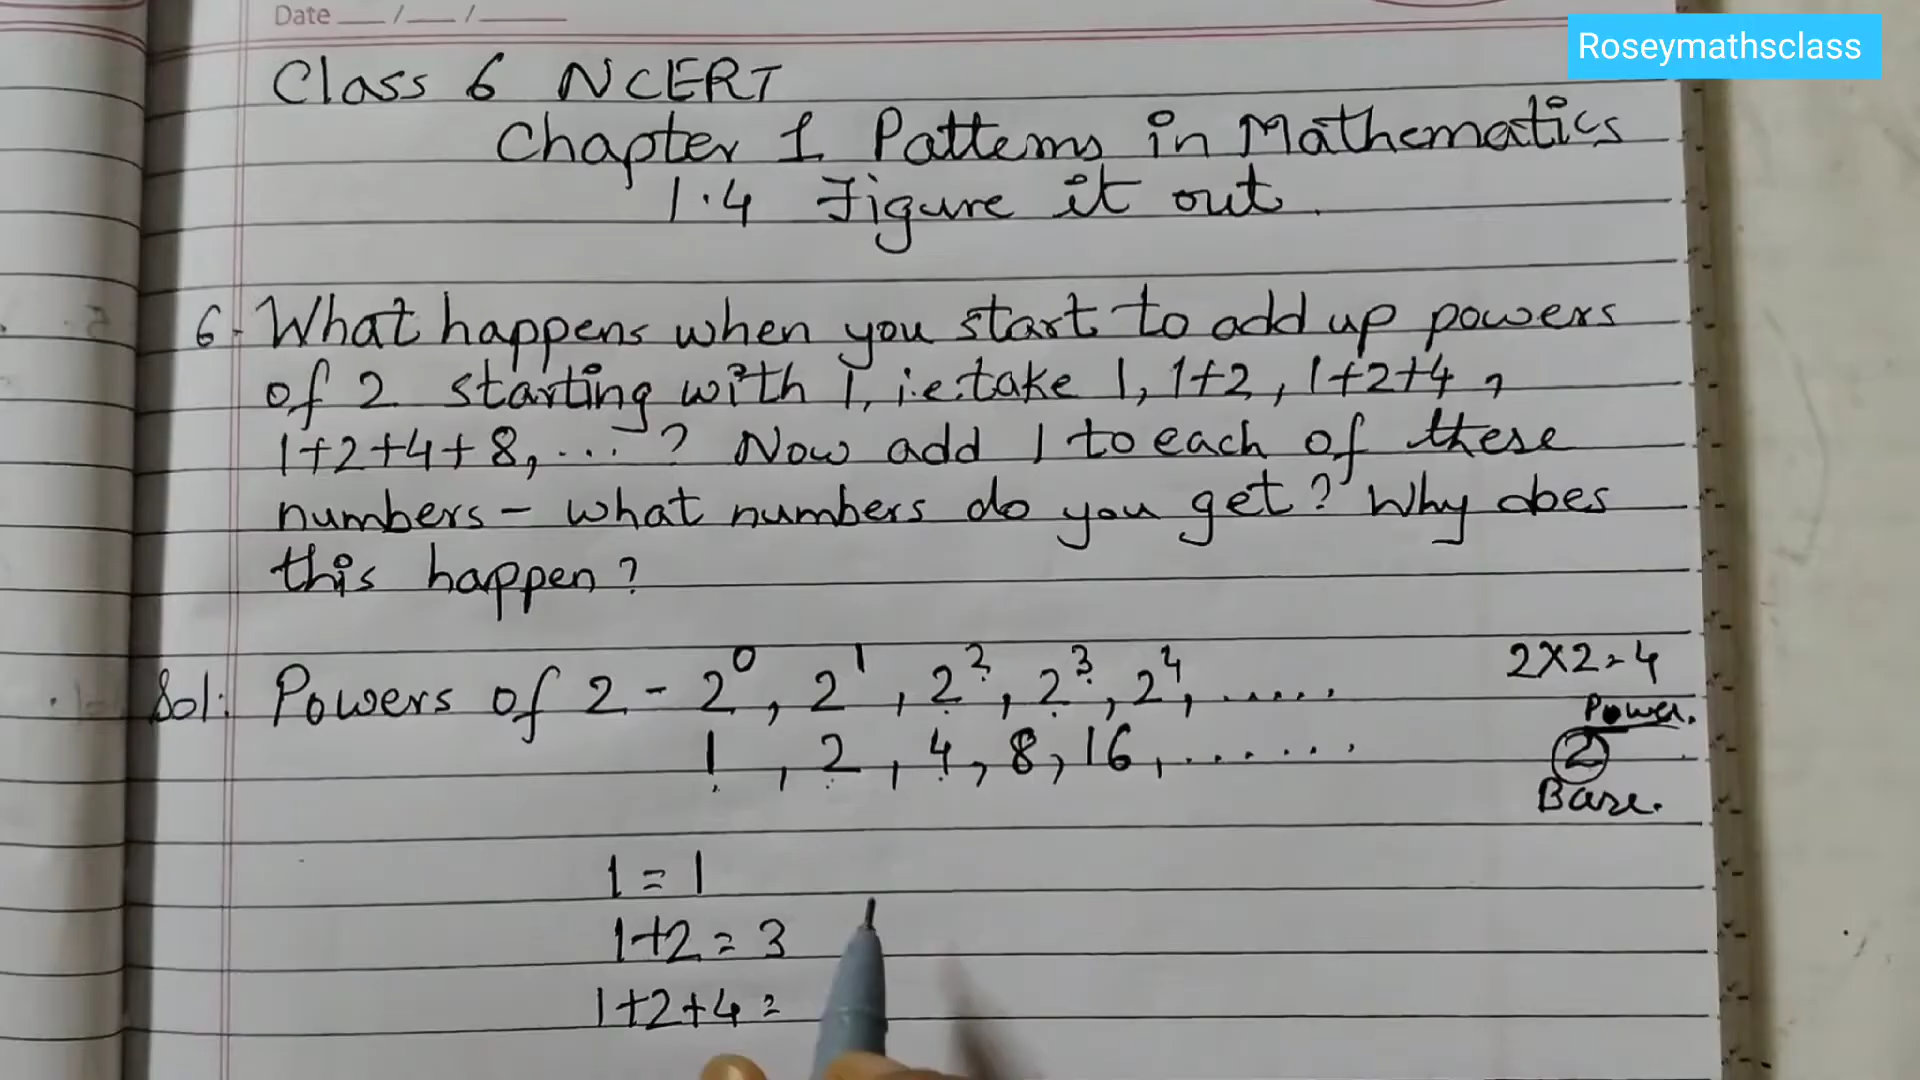 Date ___/___/_____
Roseymathsclass
Class 6 NCERT
Chapter 1 Patterns in Mathematics
1.4 Figure it out.
6. What happens when you start to add up powers
of 2 starting with 1, i.e. take 1, 1+2, 1+2+4,
1+2+4+8, ... ? Now add 1 to each of these
numbers - what numbers do you get? Why does
this happen?
Sol: Powers of 2 - 2⁰, 2¹, 2², 2³, 2⁴, .....
1, 2, 4, 8, 16, .......
2×2=4
Power.
2
Base.
1 = 1
1+2 = 3
1+2+4 =